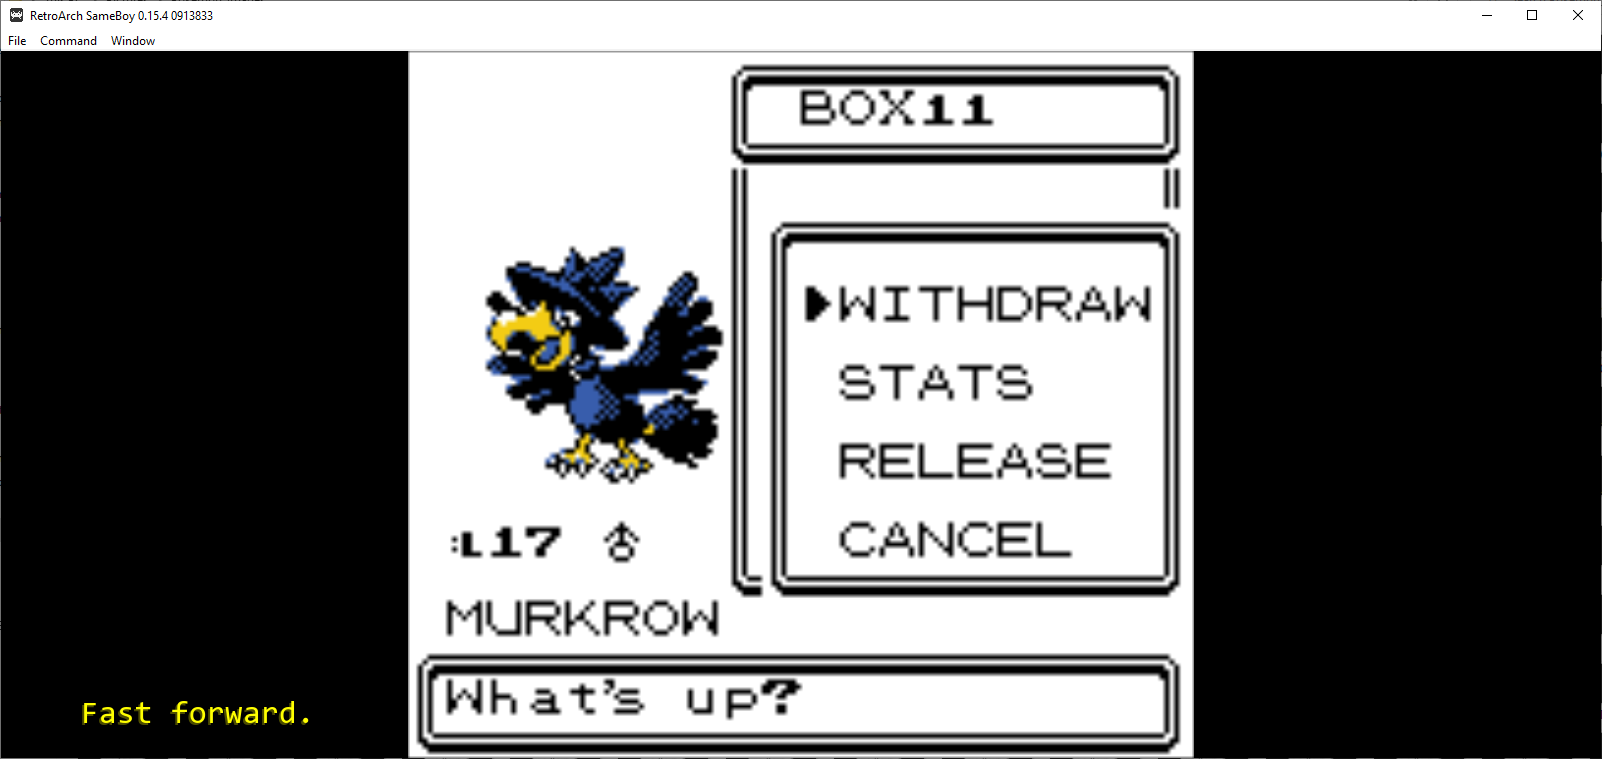 RetroArch SameBoy 0.15.4 0913833
File Command Window
BOX11
WITHDRAW
STATS
RELEASE
CANCEL
:L17 ♂
MURKROW
What's up?
Fast forward.